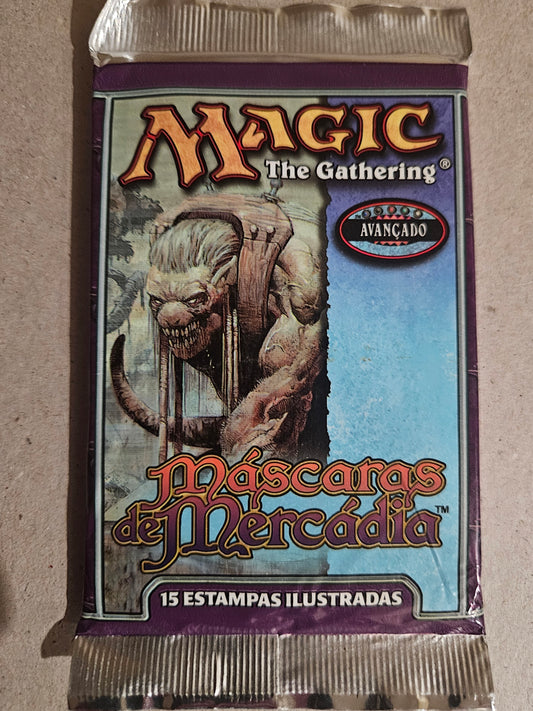 MAGIC
The Gathering®
AVANÇADO
Máscaras
de Mercádia™
15 ESTAMPAS ILUSTRADAS